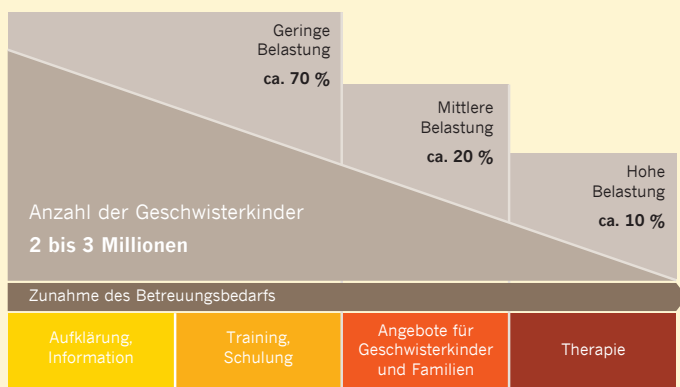 Geringe
Belastung
ca. 70 %
Mittlere
Belastung
ca. 20 %
Hohe
Belastung
ca. 10 %
Anzahl der Geschwisterkinder
2 bis 3 Millionen
Zunahme des Betreuungsbedarfs
Aufklärung,
Information
Training,
Schulung
Angebote für
Geschwisterkinder
und Familien
Therapie